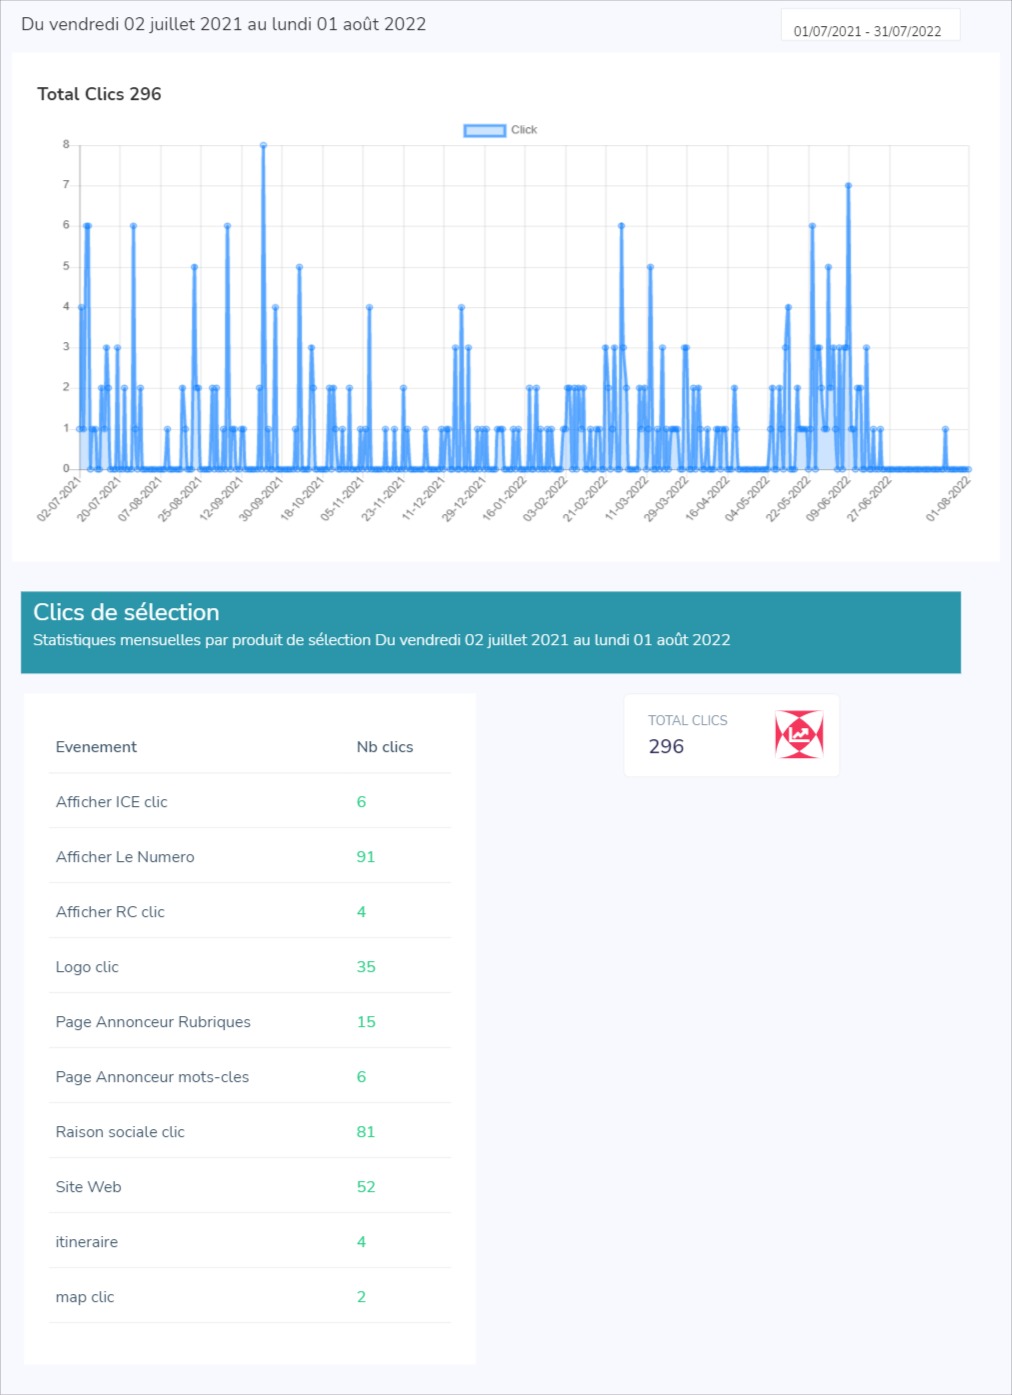 Du vendredi 02 juillet 2021 au lundi 01 août 2022
01/07/2021 - 31/07/2022
Total Clics 296
Click
8
7
6
5
4
3
2
1
0
02-07-2021
20-07-2021
07-08-2021
25-08-2021
12-09-2021
30-09-2021
18-10-2021
05-11-2021
23-11-2021
11-12-2021
29-12-2021
16-01-2022
03-02-2022
21-02-2022
11-03-2022
29-03-2022
16-04-2022
04-05-2022
22-05-2022
09-06-2022
27-06-2022
01-08-2022
Clics de sélection
Statistiques mensuelles par produit de sélection Du vendredi 02 juillet 2021 au lundi 01 août 2022
TOTAL CLICS
296
Evenement Nb clics
Afficher ICE clic 6
Afficher Le Numero 91
Afficher RC clic 4
Logo clic 35
Page Annonceur Rubriques 15
Page Annonceur mots-cles 6
Raison sociale clic 81
Site Web 52
itineraire 4
map clic 2